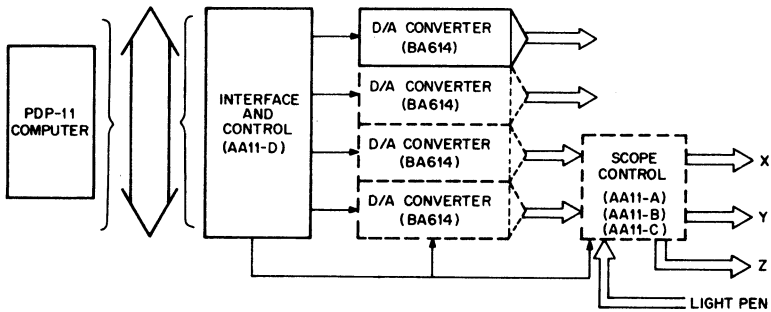 PDP-11
COMPUTER
INTERFACE
AND
CONTROL
(AA11-D)
D/A CONVERTER
(BA614)
D/A CONVERTER
(BA614)
D/A CONVERTER
(BA614)
D/A CONVERTER
(BA614)
SCOPE
CONTROL
(AA11-A)
(AA11-B)
(AA11-C)
X
Y
Z
LIGHT PEN